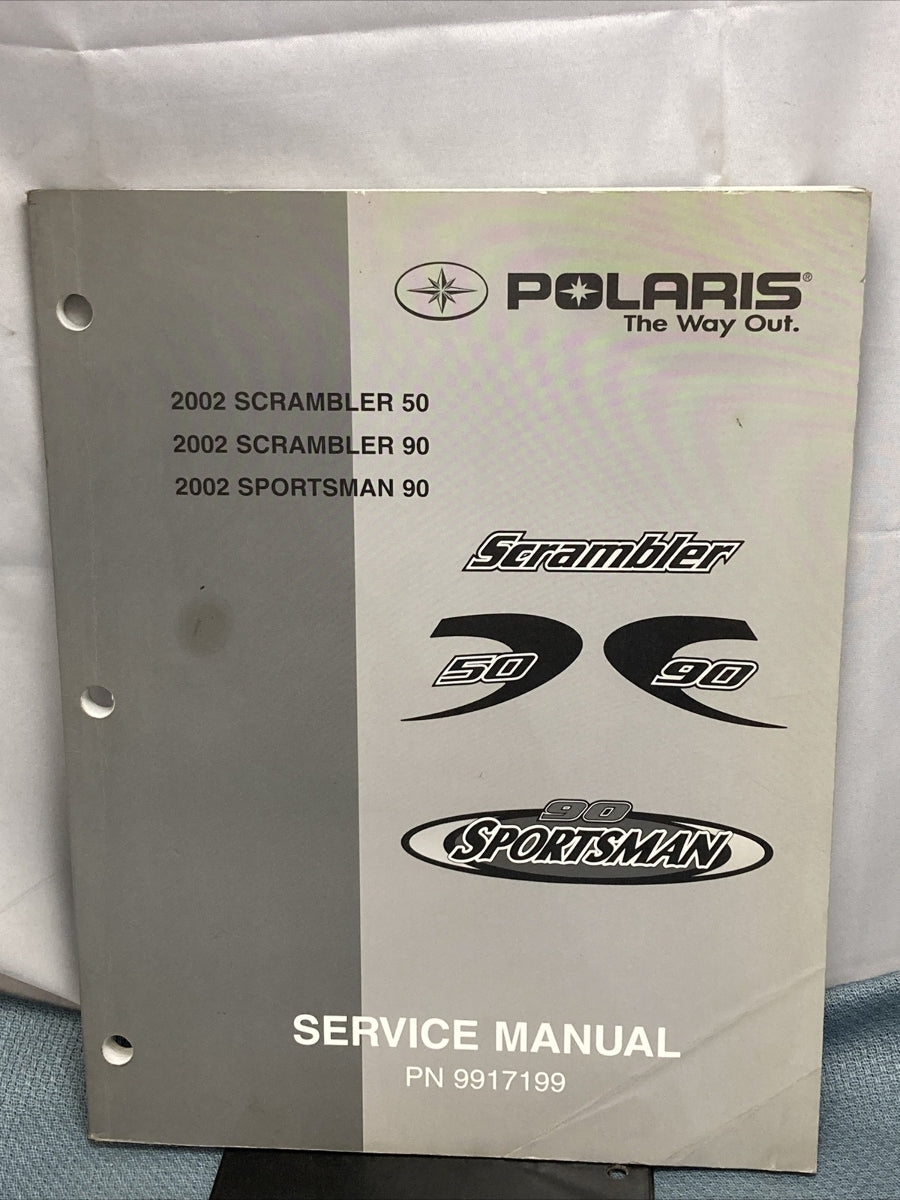 POLARIS®
The Way Out.
2002 SCRAMBLER 50
2002 SCRAMBLER 90
2002 SPORTSMAN 90
Scrambler
50 90
90
SPORTSMAN
SERVICE MANUAL
PN 9917199